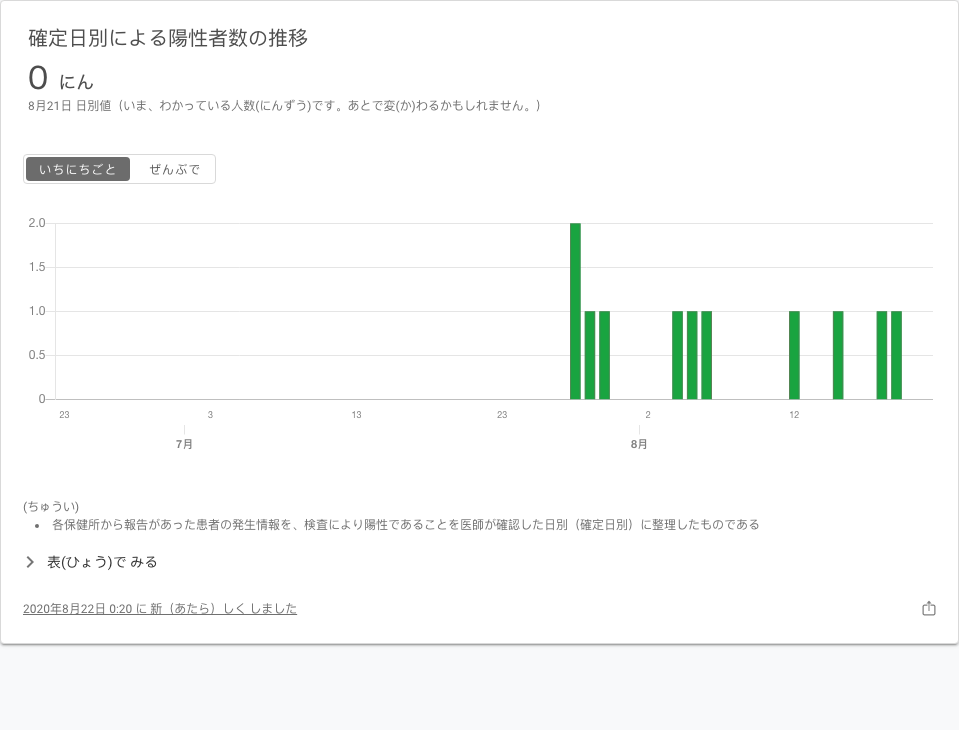 確定日別による陽性者数の推移
0 にん
8月21日 日別値（いま、わかっている人数(にんずう)です。あとで変(か)わるかもしれません。）
いちにちごと ぜんぶで
2.0
1.5
1.0
0.5
0
23 3 13 23 2 12
7月 8月
(ちゅうい)
• 各保健所から報告があった患者の発生情報を、検査により陽性であることを医師が確認した日別（確定日別）に整理したものである
表(ひょう)で みる
2020年8月22日 0:20 に 新（あたら）しく しました